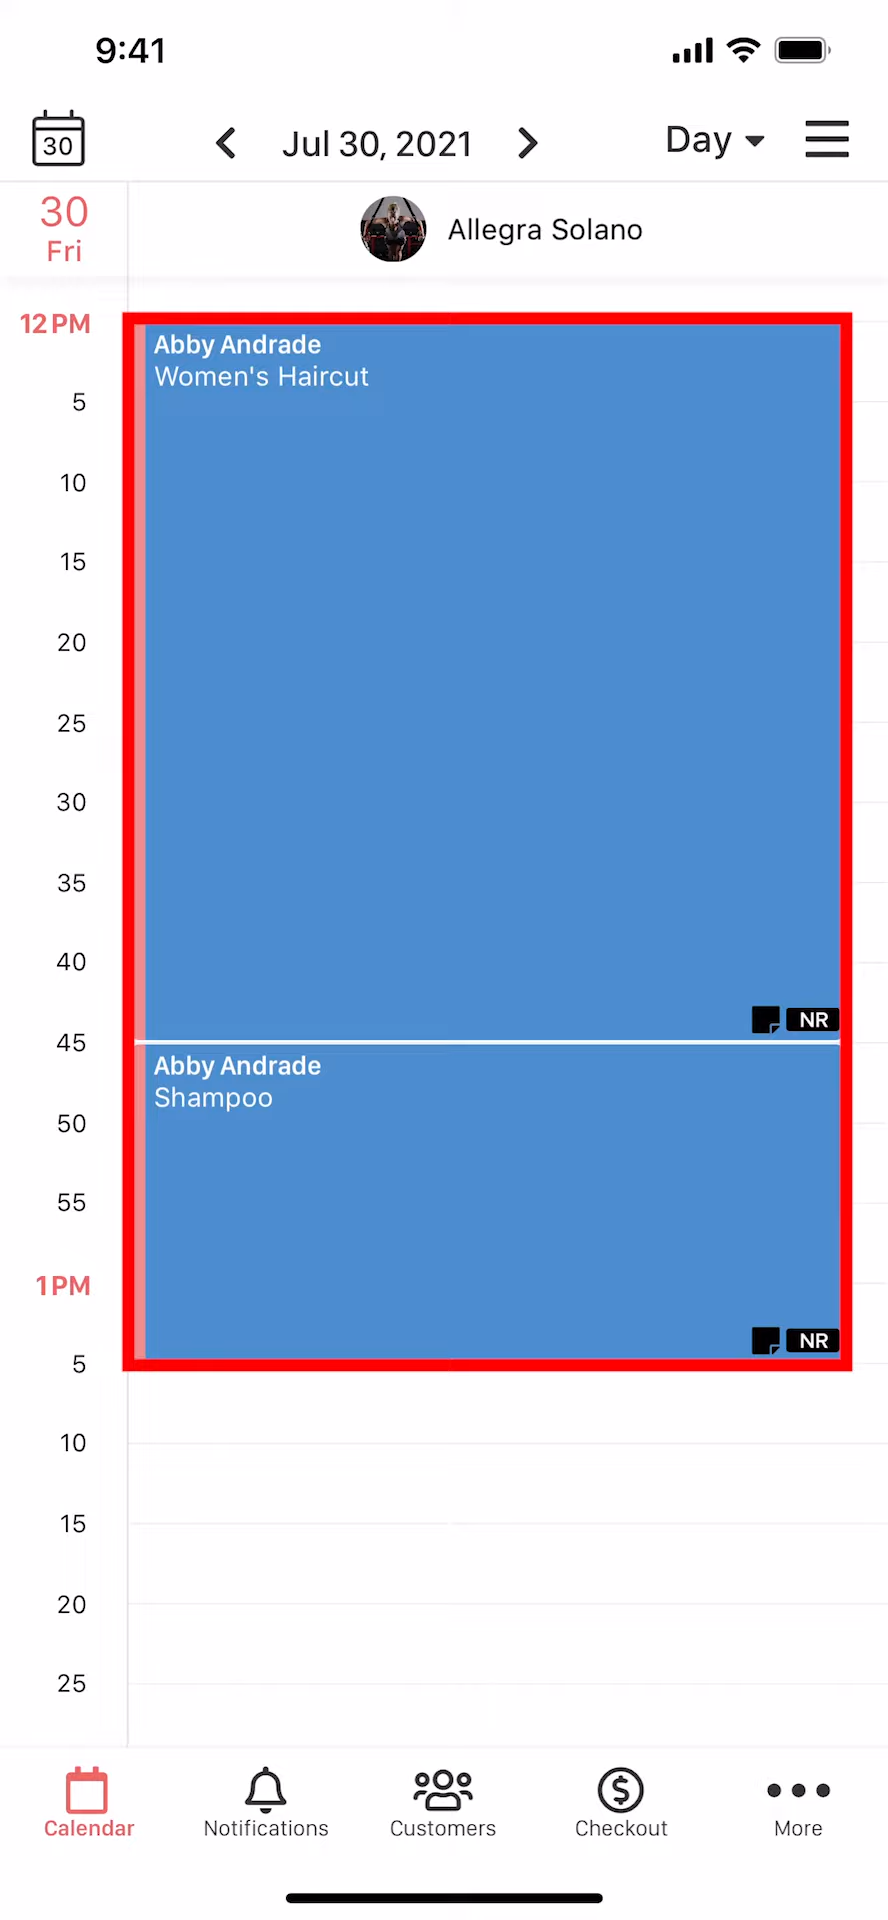 9:41
30
Jul 30, 2021
Day
30
Fri
Allegra Solano
12 PM
Abby Andrade
Women's Haircut
5
10
15
20
25
30
35
40
NR
45
Abby Andrade
Shampoo
50
55
1 PM
NR
5
10
15
20
25
Calendar
Notifications
Customers
Checkout
More